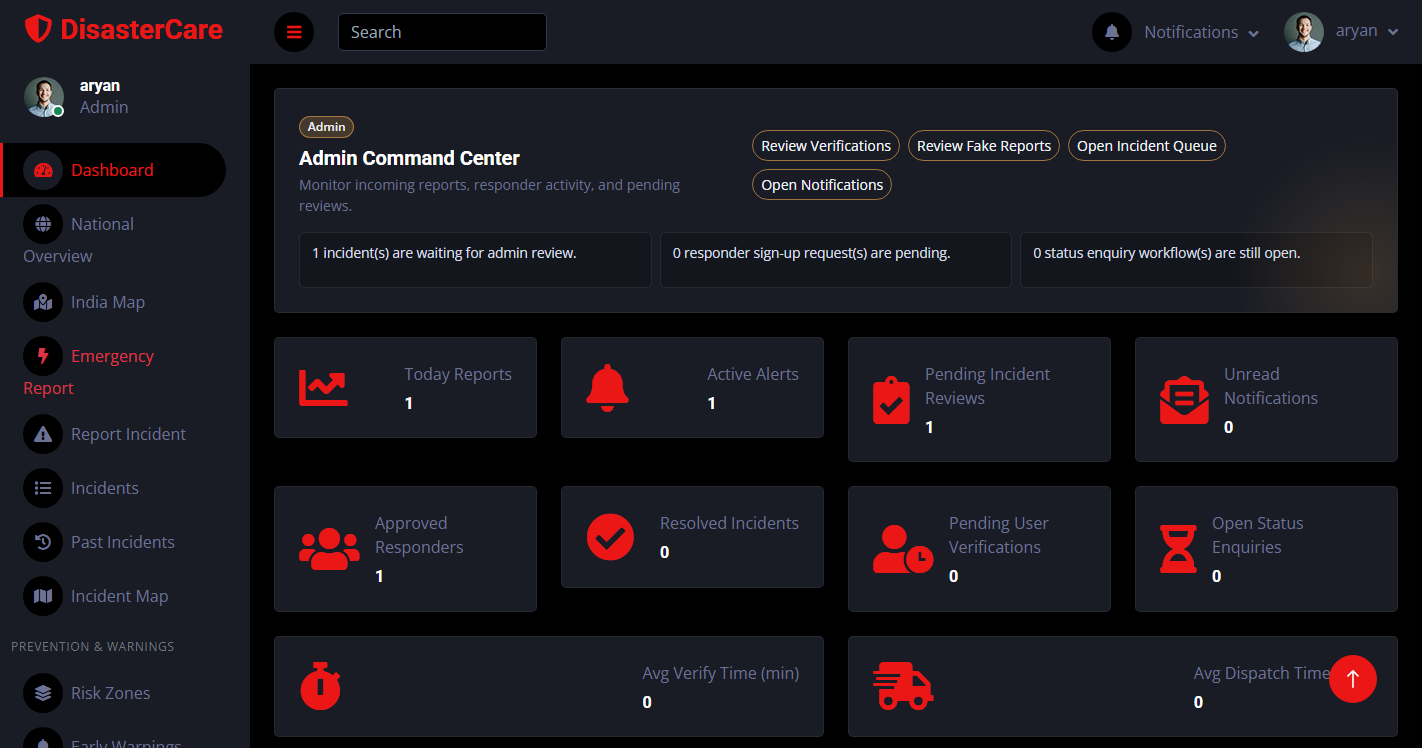 DisasterCare
Search
Notifications
aryan
aryan
Admin
Dashboard
National
Overview
India Map
Emergency
Report
Report Incident
Incidents
Past Incidents
Incident Map
PREVENTION & WARNINGS
Risk Zones
Early Warnings
Admin
Admin Command Center
Monitor incoming reports, responder activity, and pending
reviews.
Review Verifications
Review Fake Reports
Open Incident Queue
Open Notifications
1 incident(s) are waiting for admin review.
0 responder sign-up request(s) are pending.
0 status enquiry workflow(s) are still open.
Today Reports
1
Active Alerts
1
Pending Incident
Reviews
1
Unread
Notifications
0
Approved
Responders
1
Resolved Incidents
0
Pending User
Verifications
0
Open Status
Enquiries
0
Avg Verify Time (min)
0
Avg Dispatch Time
0